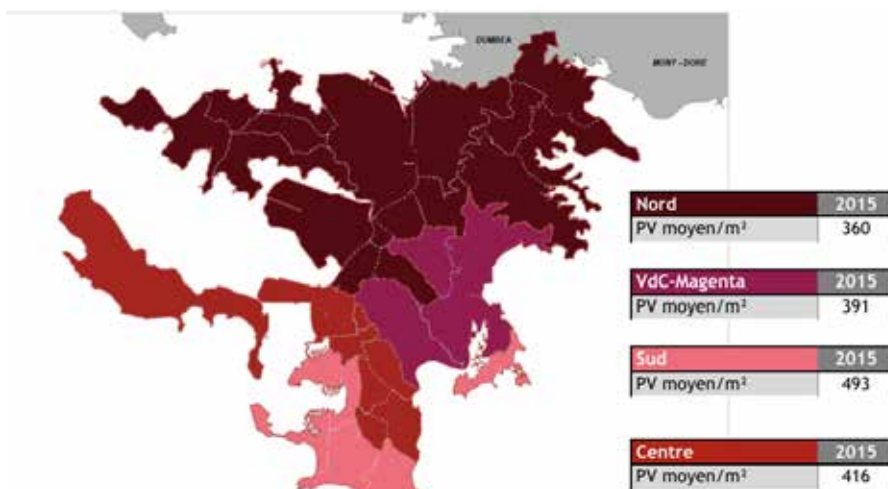 DUMBEA
MONT-DORE
Nord 2015
PV moyen/m² 360
VdC-Magenta 2015
PV moyen/m² 391
Sud 2015
PV moyen/m² 493
Centre 2015
PV moyen/m² 416